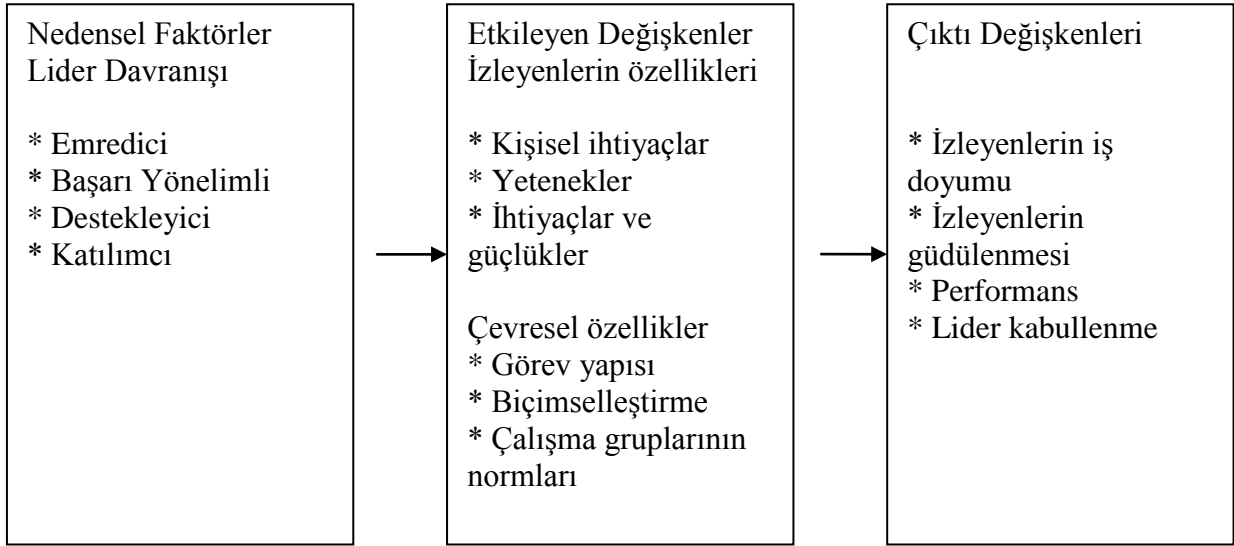 Nedensel Faktörler
Lider Davranışı
* Emredici
* Başarı Yönelimli
* Destekleyici
* Katılımcı
Etkileyen Değişkenler
İzleyenlerin özellikleri
* Kişisel ihtiyaçlar
* Yetenekler
* İhtiyaçlar ve
güçlükler
Çevresel özellikler
* Görev yapısı
* Biçimselleştirme
* Çalışma gruplarının
normları
Çıktı Değişkenleri
* İzleyenlerin iş
doyumu
* İzleyenlerin
güdülenmesi
* Performans
* Lider kabullenme